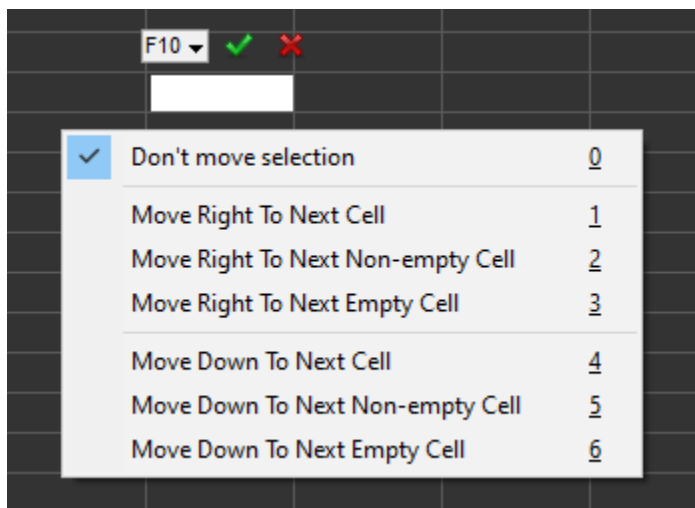 F10
Don't move selection 0
Move Right To Next Cell 1
Move Right To Next Non-empty Cell 2
Move Right To Next Empty Cell 3
Move Down To Next Cell 4
Move Down To Next Non-empty Cell 5
Move Down To Next Empty Cell 6